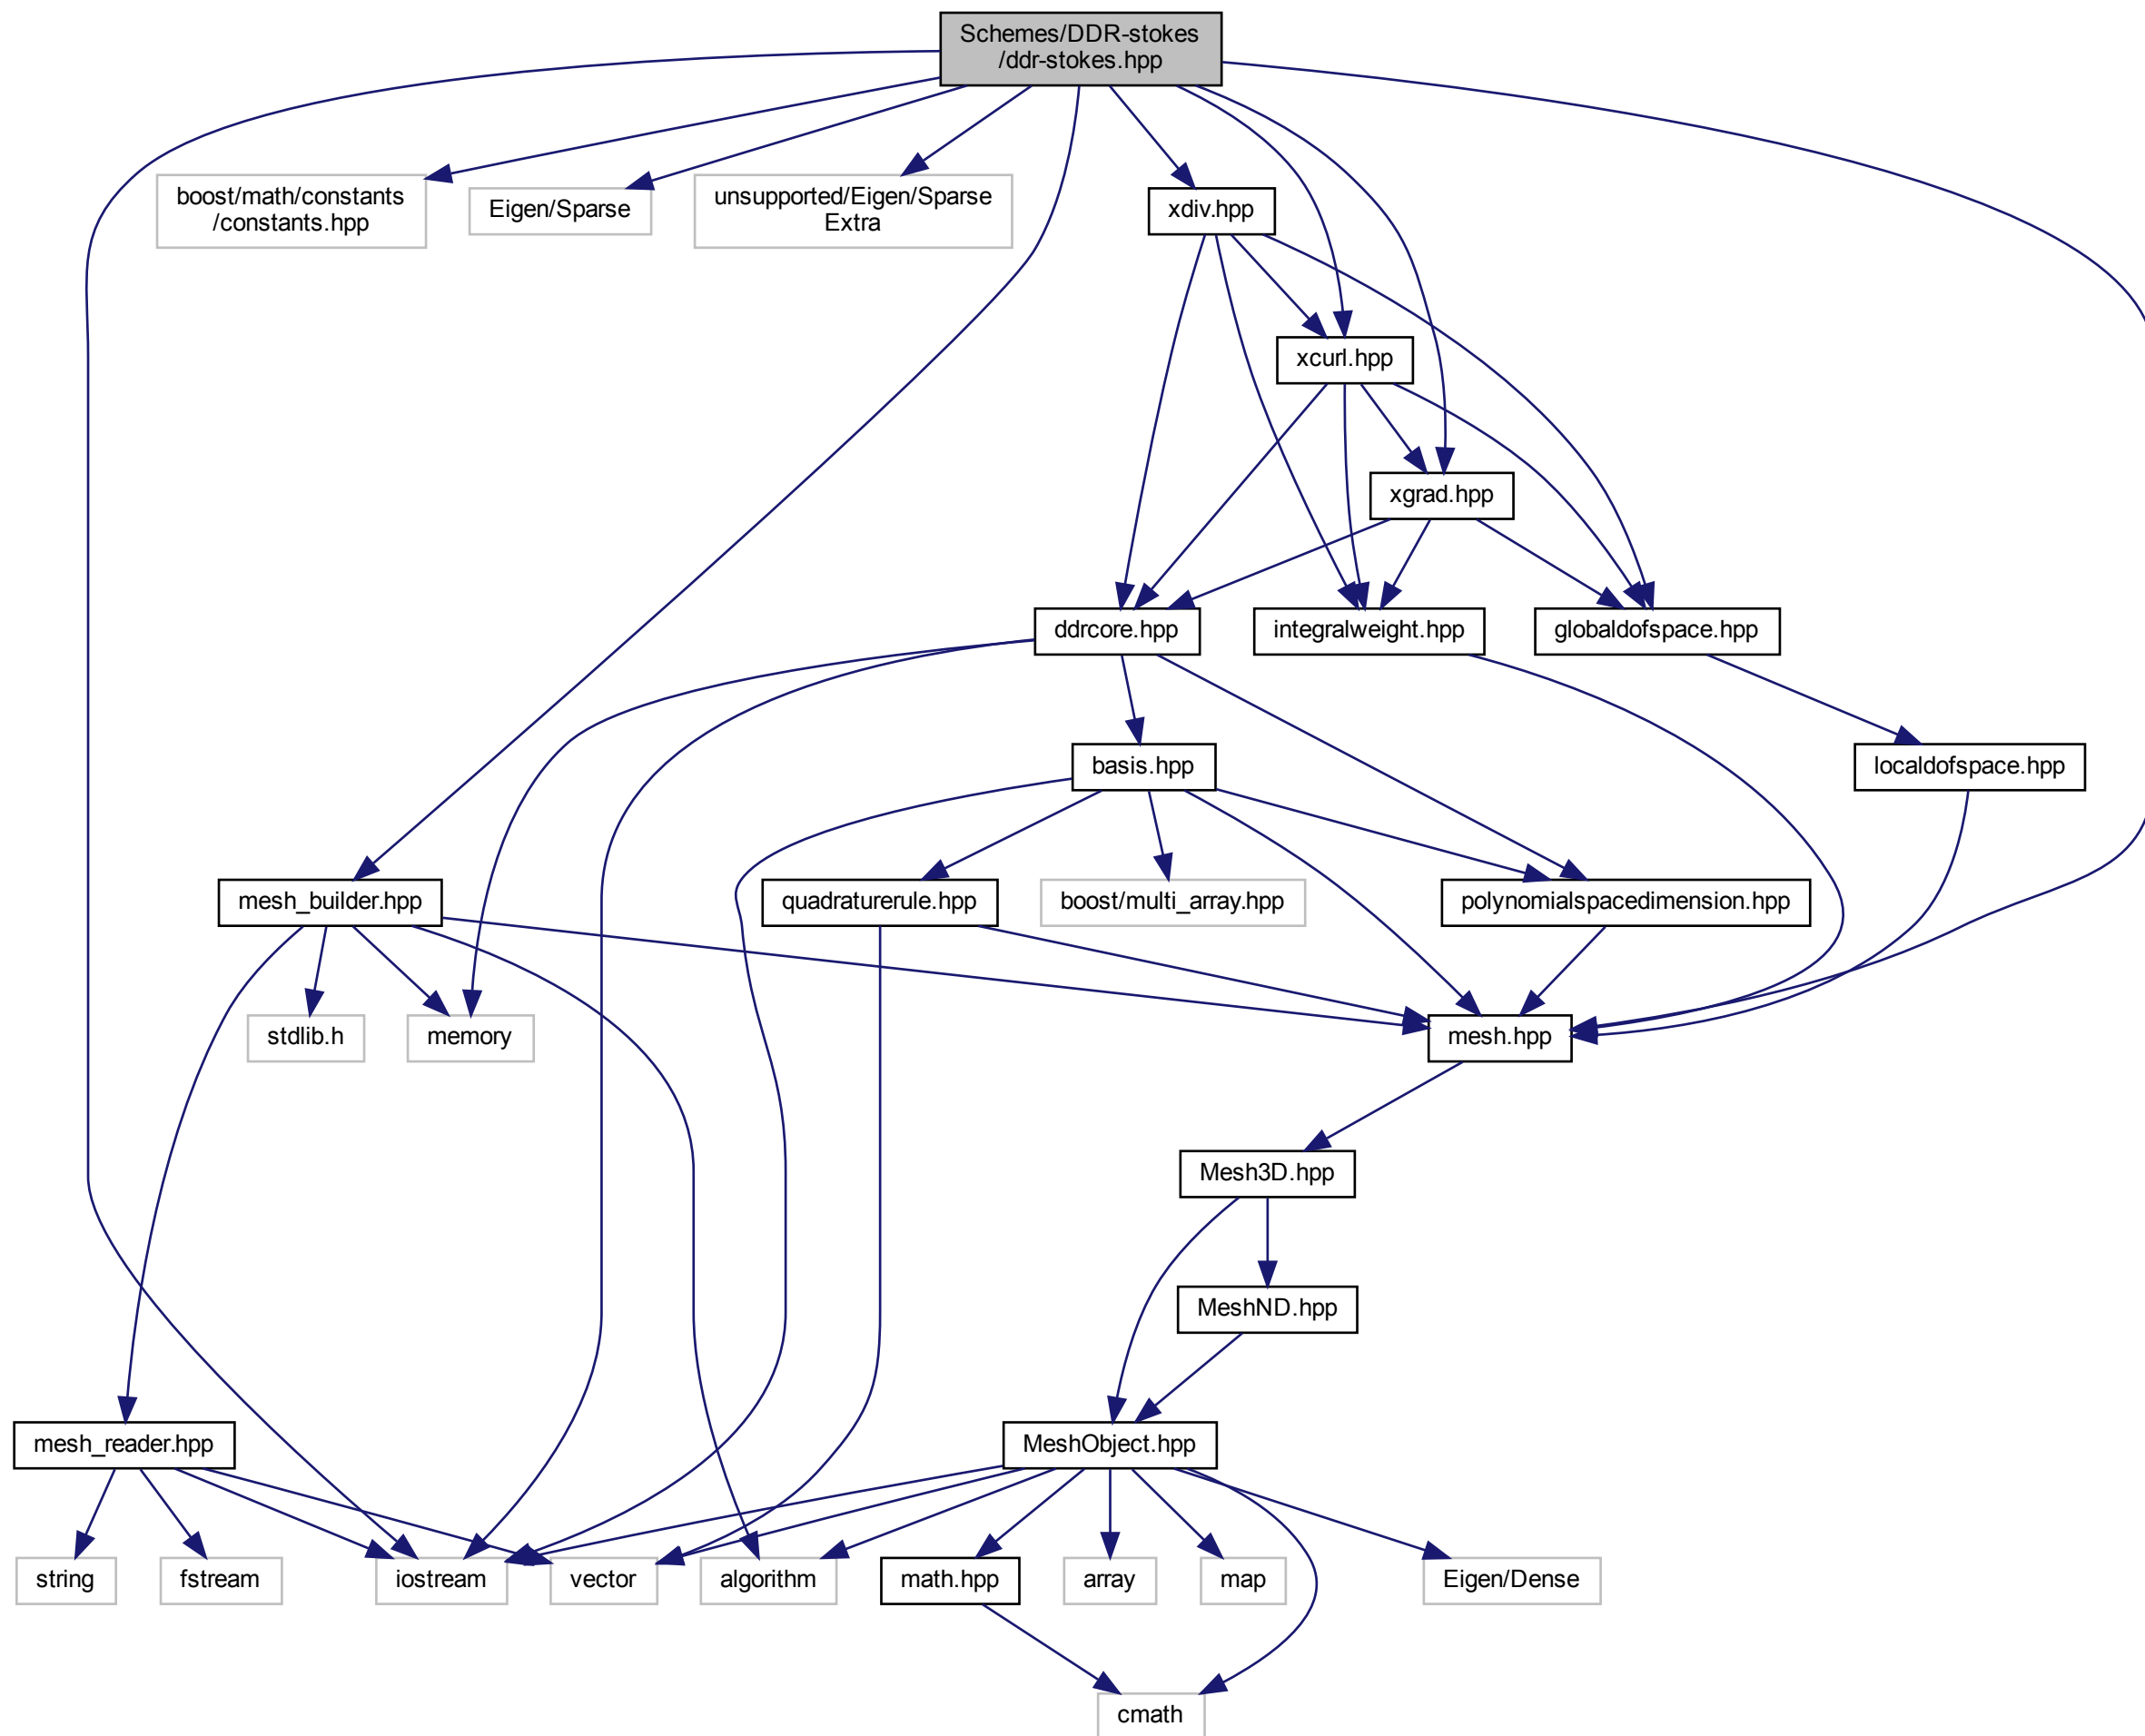 Schemes/DDR-stokes
/ddr-stokes.hpp
boost/math/constants
/constants.hpp
Eigen/Sparse
unsupported/Eigen/Sparse
Extra
xdiv.hpp
xcurl.hpp
xgrad.hpp
ddrcore.hpp
integralweight.hpp
globaldofspace.hpp
basis.hpp
localdofspace.hpp
mesh_builder.hpp
quadraturerule.hpp
boost/multi_array.hpp
polynomialspacedimension.hpp
stdlib.h
memory
mesh.hpp
Mesh3D.hpp
MeshND.hpp
mesh_reader.hpp
MeshObject.hpp
string
fstream
iostream
vector
algorithm
math.hpp
array
map
Eigen/Dense
cmath